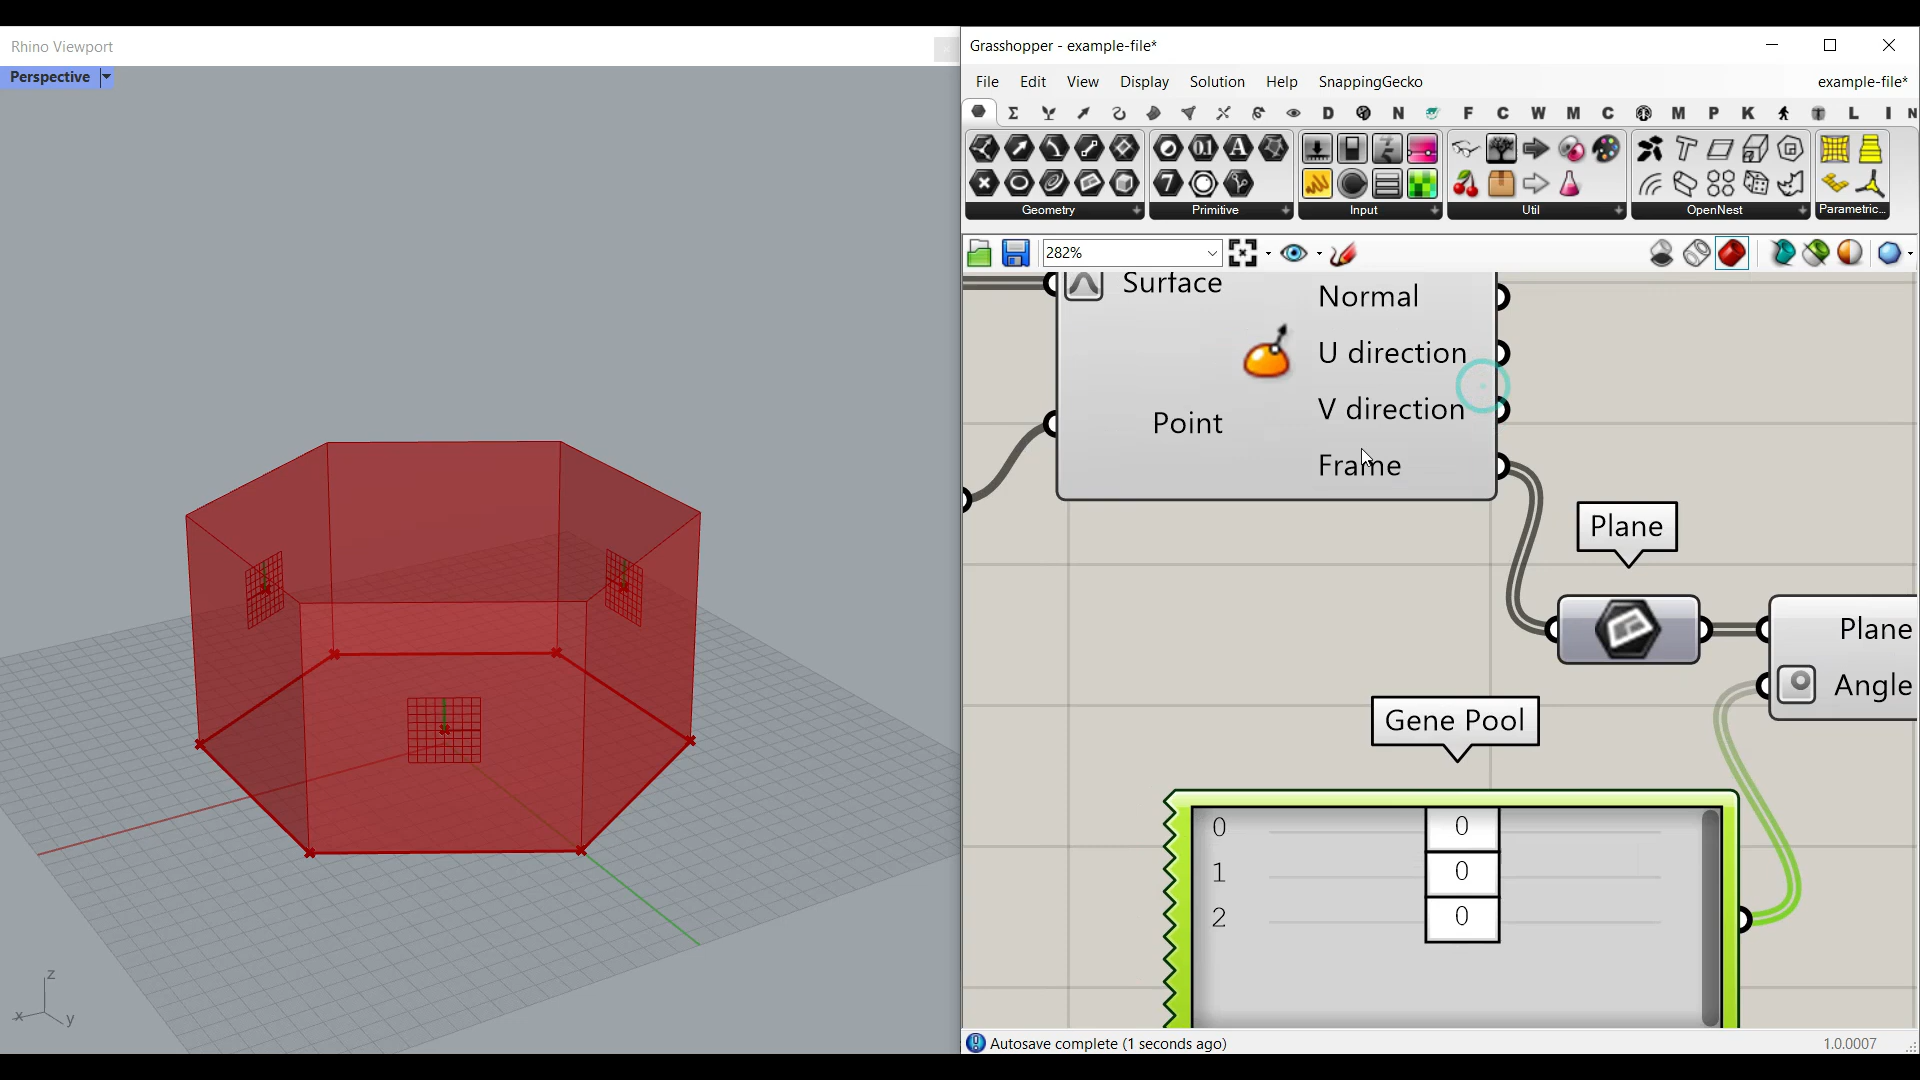 Rhino Viewport
Perspective
z
x
y
Grasshopper - example-file*
File Edit View Display Solution Help SnappingGecko example-file*
D N F C W M C M P K L I N
Geometry Primitive Input Util OpenNest Parametric...
282%
Surface
Normal
U direction
V direction
Point
Frame
Plane
Plane
Angle
Gene Pool
0 0
1 0
2 0
Autosave complete (1 seconds ago)
1.0.0007